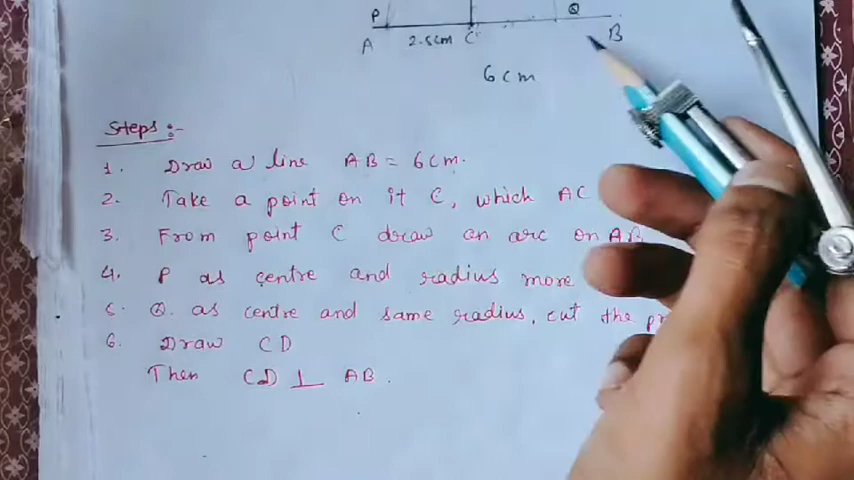 P Q
A 2.5cm C B
6cm
Steps :-
1. Draw a line AB = 6cm.
2. Take a point on it C, which AC
3. From point C draw an arc on AB
4. P as centre and radius more
5. Q. as centre and same radius, cut the
6. Draw CD
Then CD ⊥ AB.